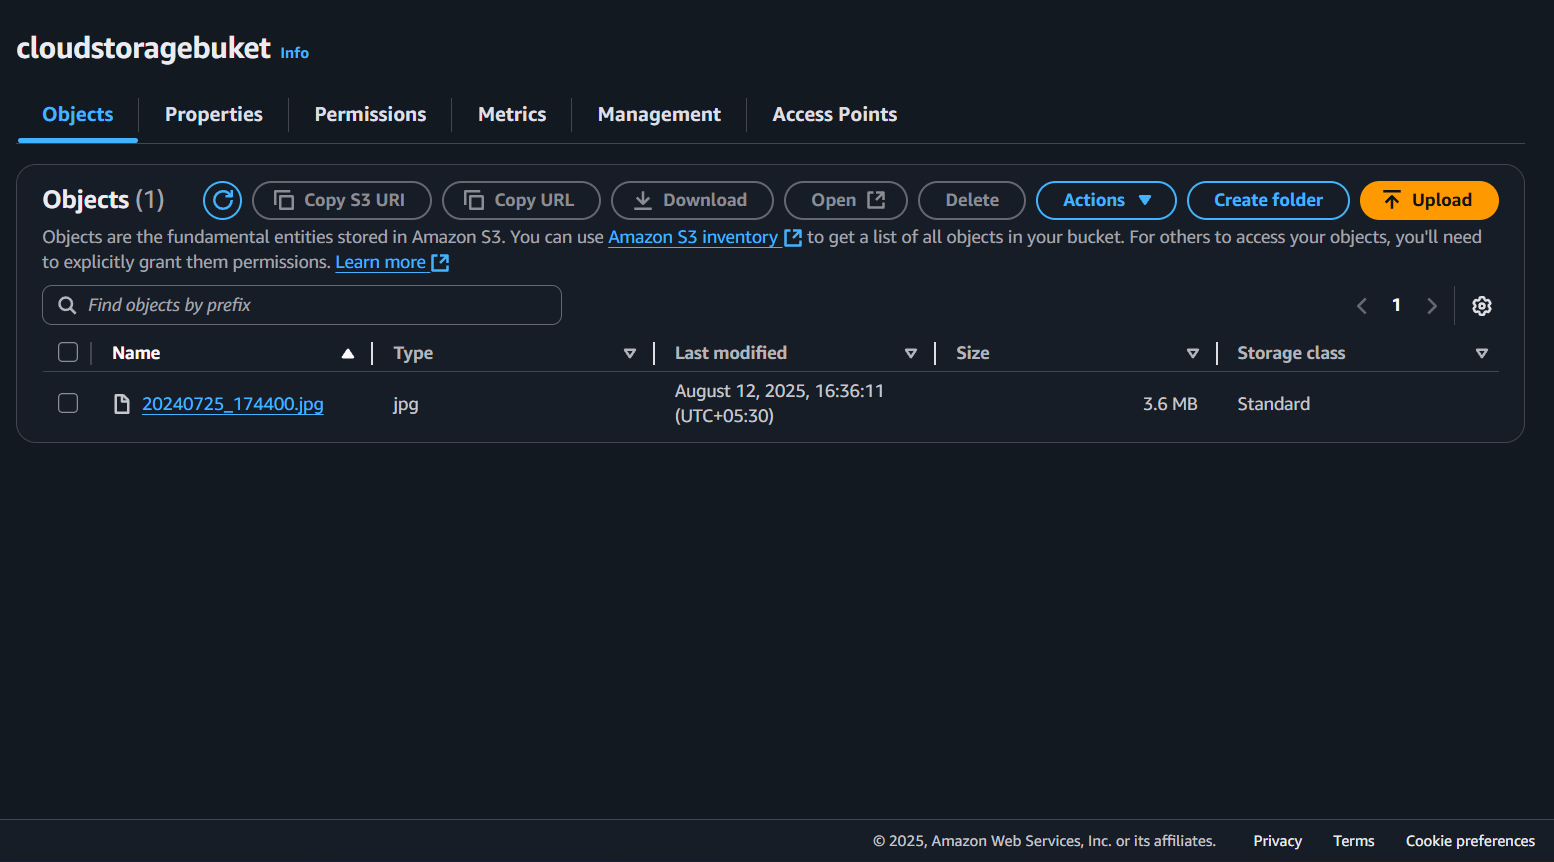 cloudstoragebuket Info
Objects Properties Permissions Metrics Management Access Points
Objects (1) Copy S3 URI Copy URL Download Open Delete Actions Create folder Upload
Objects are the fundamental entities stored in Amazon S3. You can use Amazon S3 inventory to get a list of all objects in your bucket. For others to access your objects, you'll need
to explicitly grant them permissions. Learn more
Find objects by prefix
1
Name Type Last modified Size Storage class
20240725_174400.jpg jpg August 12, 2025, 16:36:11 3.6 MB Standard
(UTC+05:30)
© 2025, Amazon Web Services, Inc. or its affiliates. Privacy Terms Cookie preferences